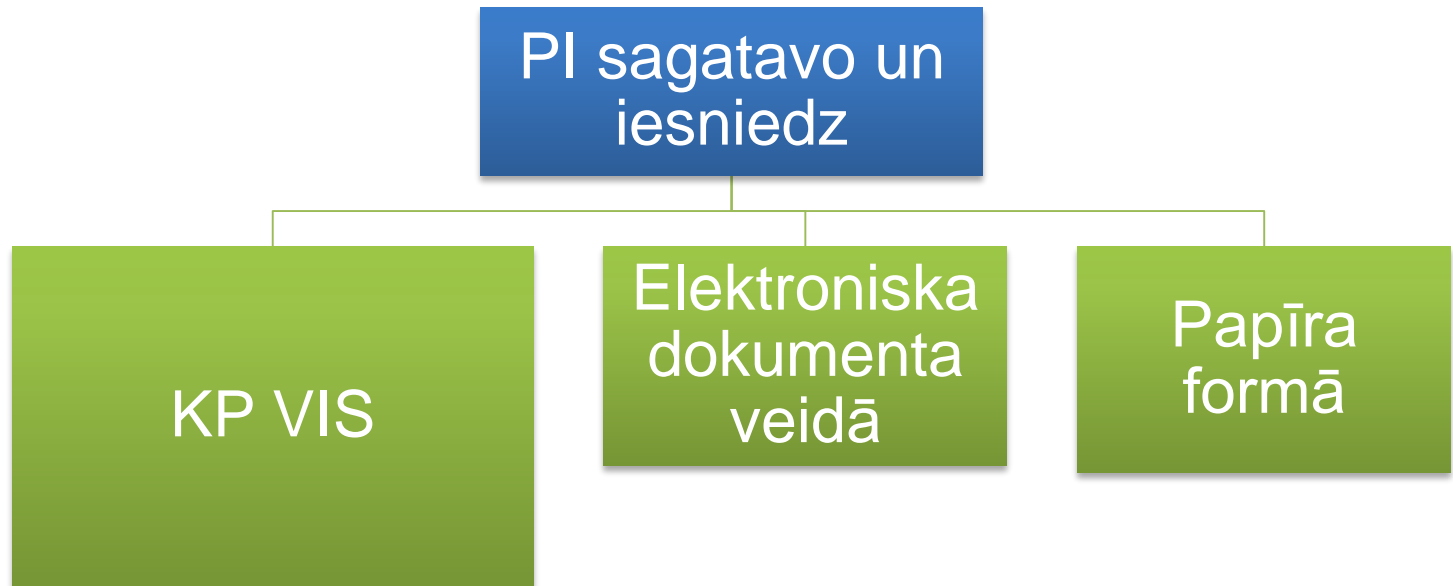 PI sagatavo un
iesniedz
KP VIS
Elektroniska
dokumenta
veidā
Papīra
formā